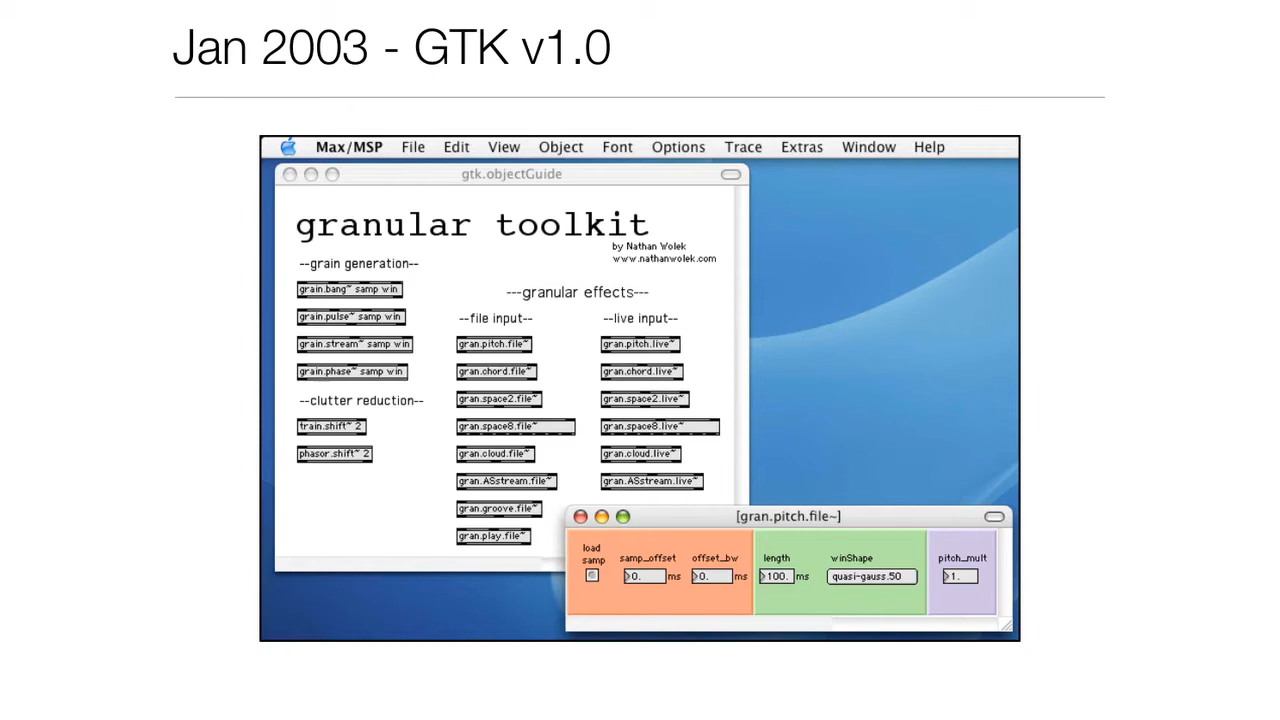 Jan 2003 - GTK v1.0
Max/MSP File Edit View Object Font Options Trace Extras Window Help
gtk.objectGuide
granular toolkit
by Nathan Wolek
www.nathanwolek.com
--grain generation--
grain.bang~ samp win
grain.pulse~ samp win
grain.stream~ samp win
grain.phase~ samp win
--clutter reduction--
train.shift~ 2
phasor.shift~ 2
---granular effects---
--file input--
gran.pitch.file~
gran.chord.file~
gran.space2.file~
gran.space8.file~
gran.cloud.file~
gran.ASstream.file~
gran.groove.file~
gran.play.file~
--live input--
gran.pitch.live~
gran.chord.live~
gran.space2.live~
gran.space8.live~
gran.cloud.live~
gran.ASstream.live~
[gran.pitch.file~]
load
samp
samp_offset
0. ms
offset_bw
0. ms
length
100. ms
winShape
quasi-gauss.50
pitch_mult
1.